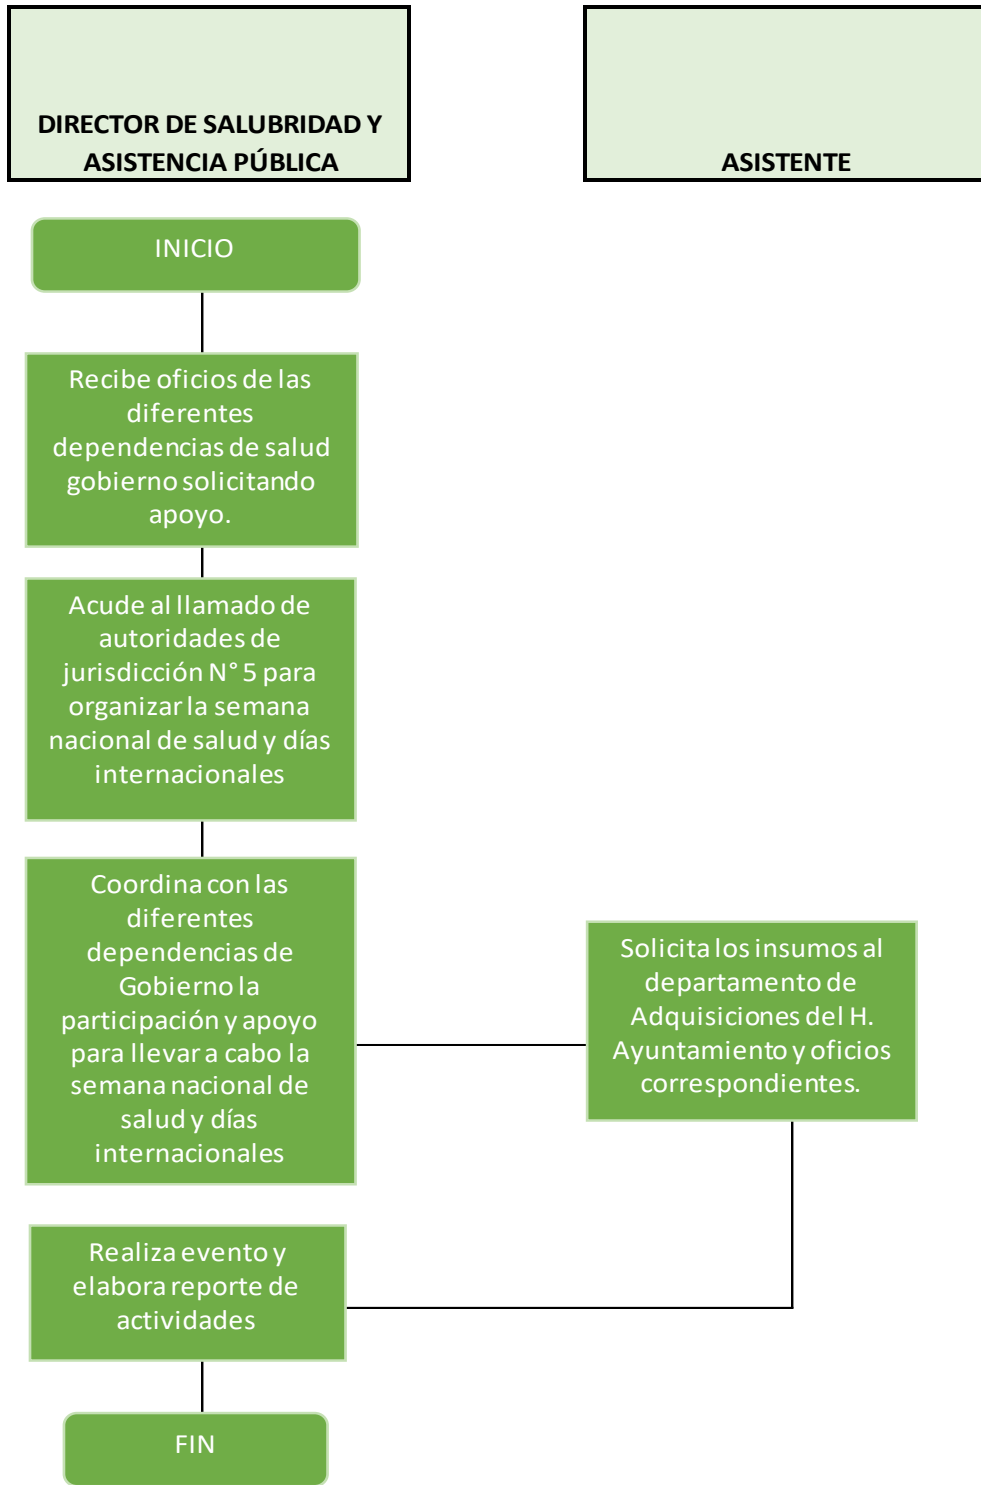 DIRECTOR DE SALUBRIDAD Y
ASISTENCIA PÚBLICA
ASISTENTE
INICIO
Recibe oficios de las
diferentes
dependencias de salud
gobierno solicitando
apoyo.
Acude al llamado de
autoridades de
jurisdicción N° 5 para
organizar la semana
nacional de salud y días
internacionales
Coordina con las
diferentes
dependencias de
Gobierno la
participación y apoyo
para llevar a cabo la
semana nacional de
salud y días
internacionales
Solicita los insumos al
departamento de
Adquisiciones del H.
Ayuntamiento y oficios
correspondientes.
Realiza evento y
elabora reporte de
actividades
FIN